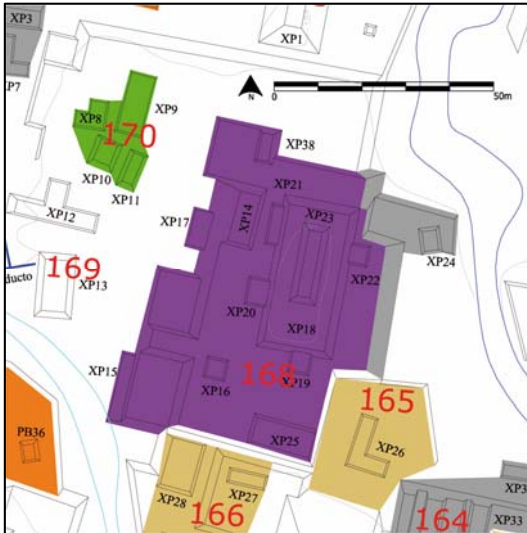 XP3
XP1
XP7
N
0
50m
XP9
XP8
170
XP38
XP10
XP21
XP11
XP14
XP23
XP12
XP17
XP22
XP24
169
ducto
XP13
XP20
XP18
XP15
XP19
XP16
168
165
PB36
XP25
XP26
XP28
XP27
XP3
166
164
XP33